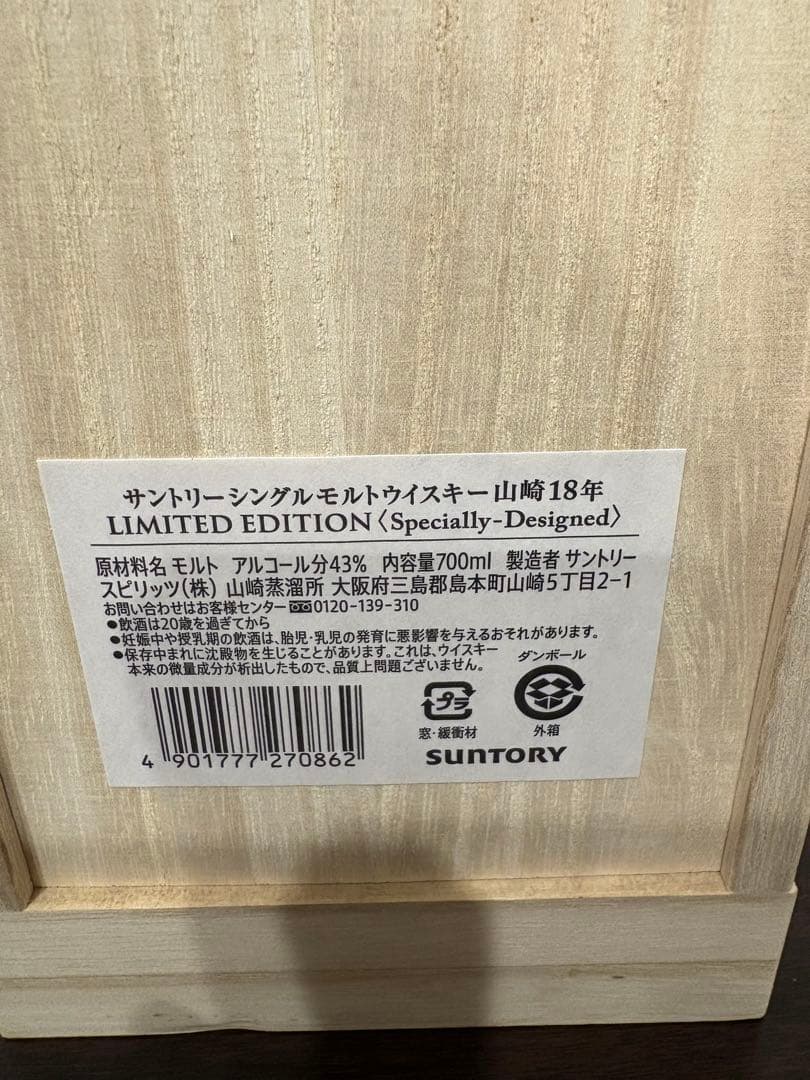 サントリーシングルモルトウイスキー山崎18年
LIMITED EDITION〈Specially-Designed〉
原材料名 モルト アルコール分43% 内容量700ml 製造者 サントリー
スピリッツ(株) 山崎蒸溜所 大阪府三島郡島本町山崎5丁目2-1
お問い合わせはお客様センター 0120-139-310
●飲酒は20歳を過ぎてから
●妊娠中や授乳期の飲酒は、胎児・乳児の発育に悪影響を与えるおそれがあります。
●保存中まれに沈殿物を生じることがあります。これは、ウイスキー
本来の微量成分が析出したもので、品質上問題ございません。
ダンボール
プラ
窓・緩衝材
外箱
4 901777 270862
SUNTORY